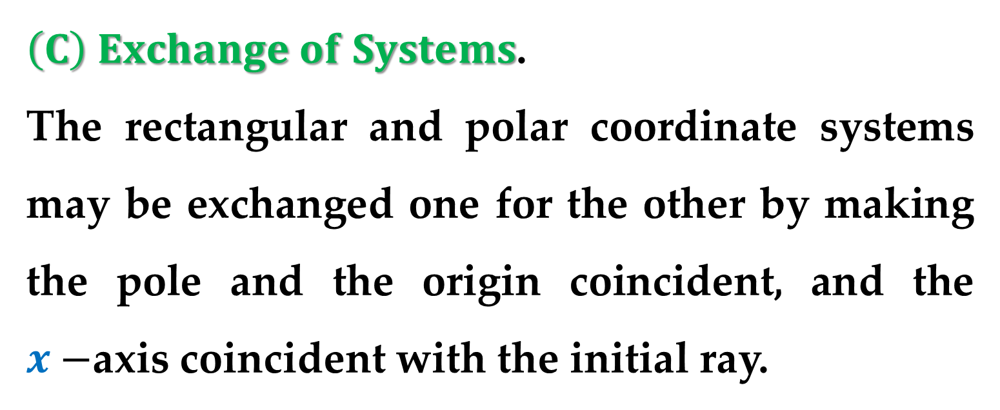 (C) Exchange of Systems.
The rectangular and polar coordinate systems
may be exchanged one for the other by making
the pole and the origin coincident, and the
x −axis coincident with the initial ray.